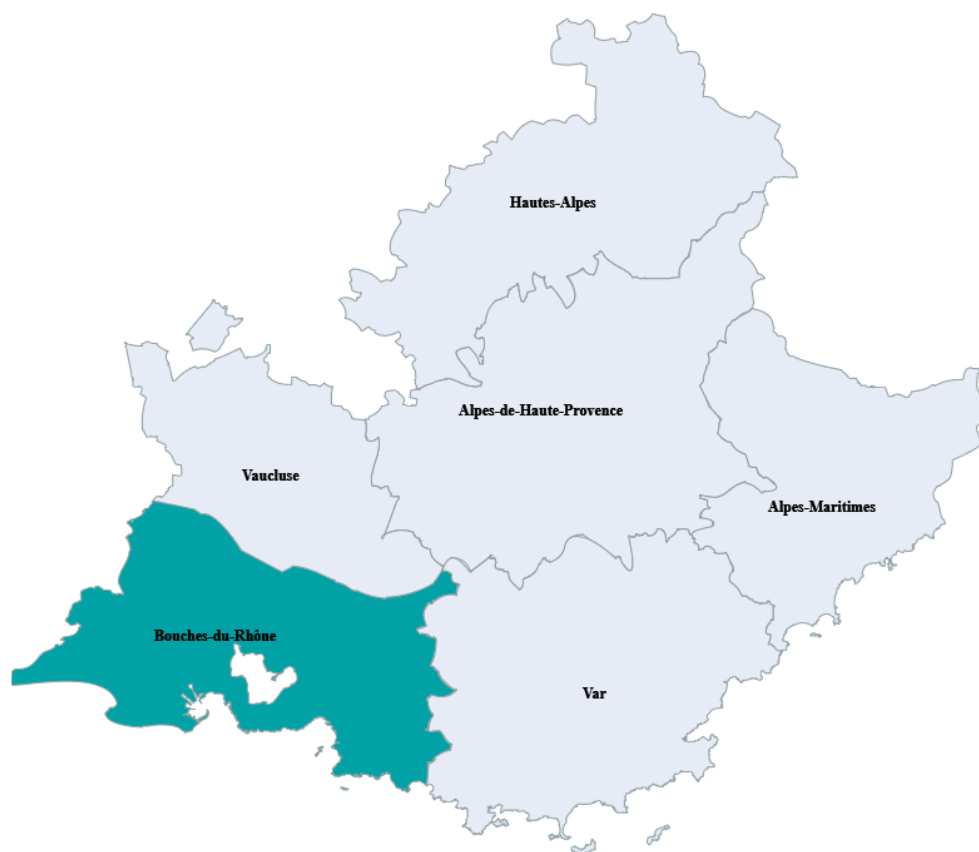 Hautes-Alpes
Alpes-de-Haute-Provence
Vaucluse
Alpes-Maritimes
Bouches-du-Rhône
Var